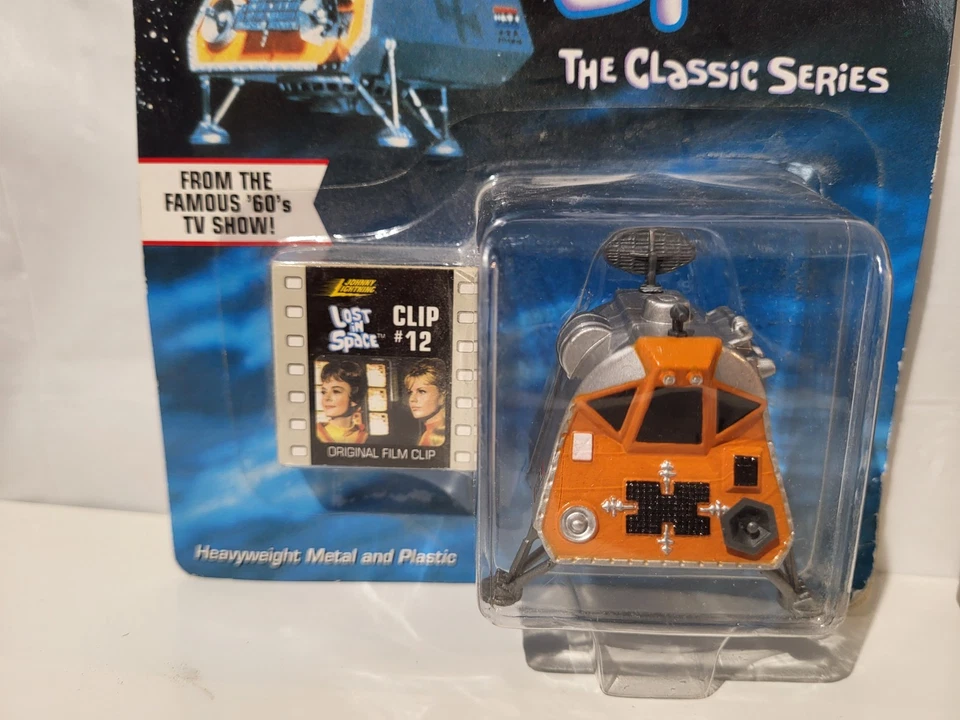 THE CLASSIC SERIES
FROM THE
FAMOUS '60's
TV SHOW!
JOHNNY
LIGHTNING
LOST
IN
SPACE™
CLIP
#12
ORIGINAL FILM CLIP
Heavyweight Metal and Plastic